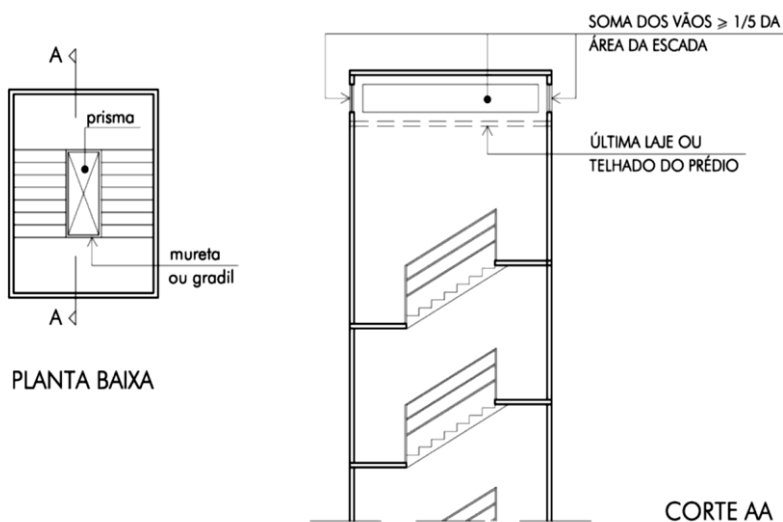 SOMA DOS VÃOS ≥ 1/5 DA
ÁREA DA ESCADA
A
prisma
ÚLTIMA LAJE OU
TELHADO DO PRÉDIO
mureta
ou gradil
A
PLANTA BAIXA
CORTE AA